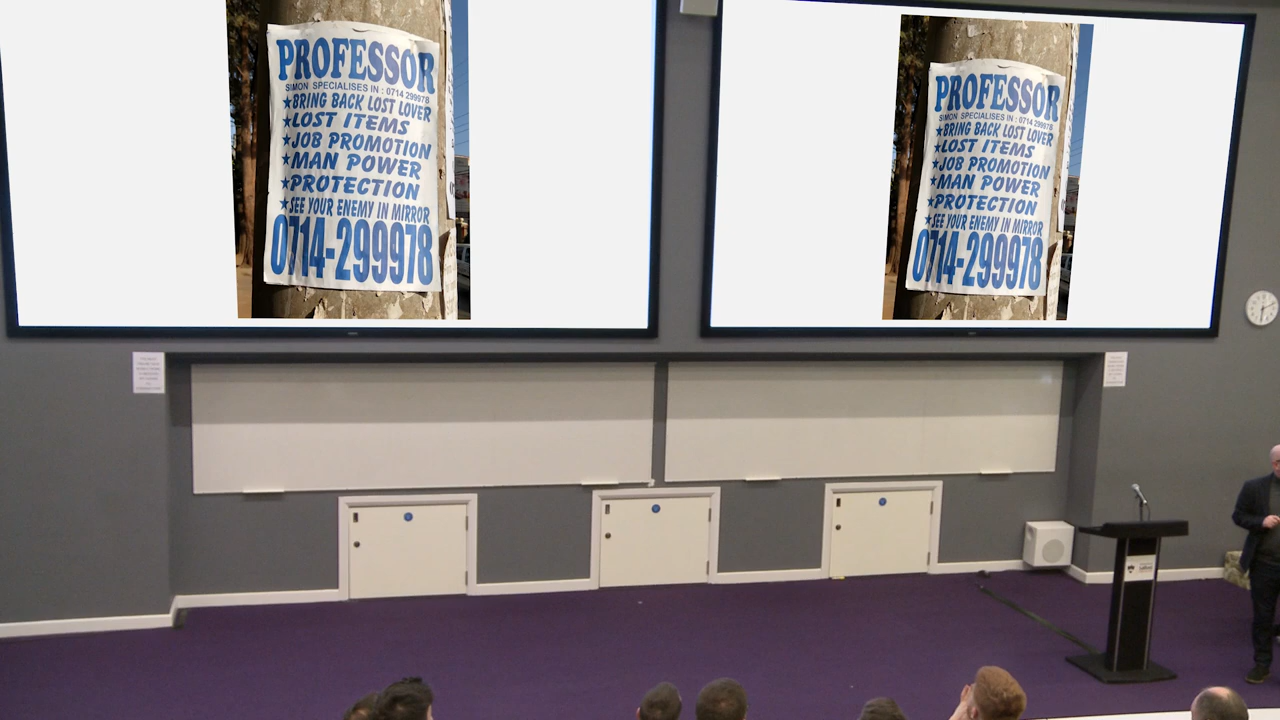 PROFESSOR
SIMON SPECIALISES IN : 0714 299978
★BRING BACK LOST LOVER
★LOST ITEMS
★JOB PROMOTION
★MAN POWER
★PROTECTION
★SEE YOUR ENEMY IN MIRROR
0714-299978
PROFESSOR
SIMON SPECIALISES IN : 0714 299978
★BRING BACK LOST LOVER
★LOST ITEMS
★JOB PROMOTION
★MAN POWER
★PROTECTION
★SEE YOUR ENEMY IN MIRROR
0714-299978